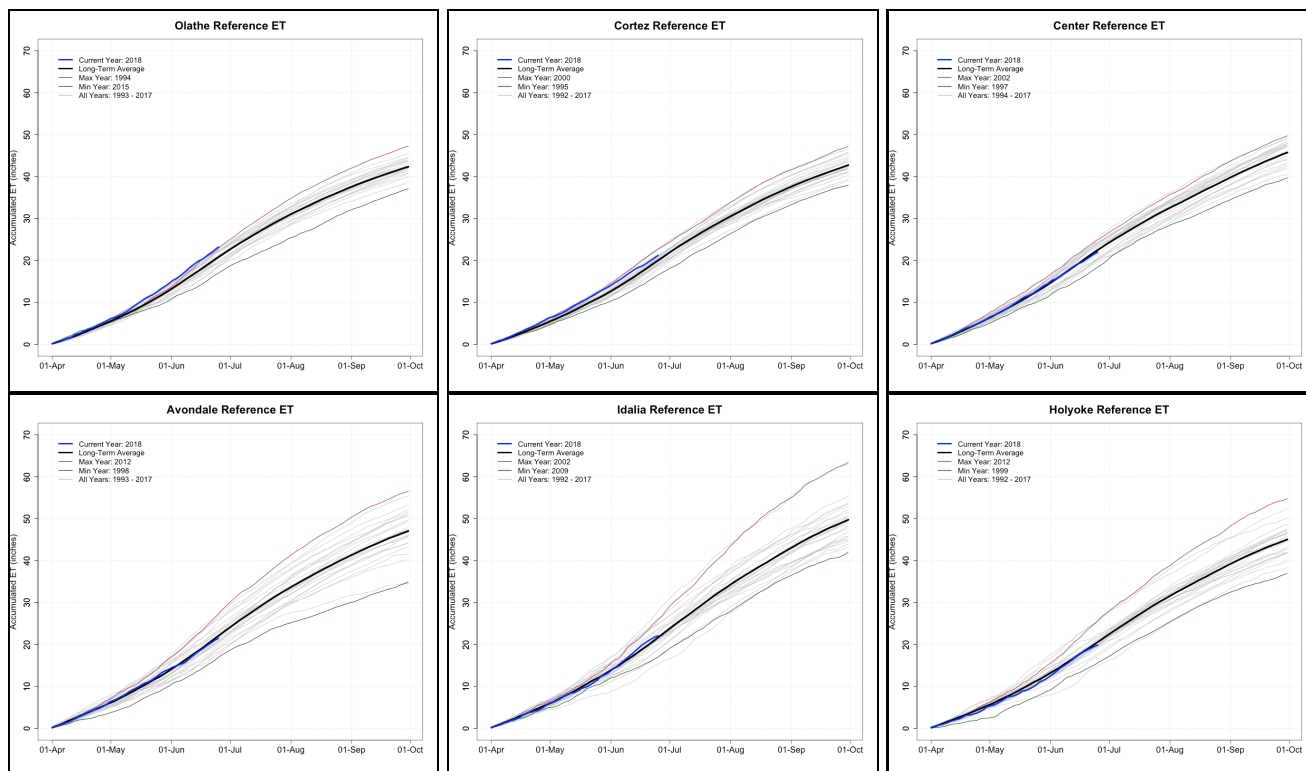 Olathe Reference ET
Current Year: 2018
Long-Term Average
Max Year: 1994
Min Year: 2015
All Years: 1993 - 2017
Accumulated ET (inches)
0 10 20 30 40 50 60 70
01-Apr 01-May 01-Jun 01-Jul 01-Aug 01-Sep 01-Oct
Cortez Reference ET
Current Year: 2018
Long-Term Average
Max Year: 2000
Min Year: 1995
All Years: 1992 - 2017
Accumulated ET (inches)
0 10 20 30 40 50 60 70
01-Apr 01-May 01-Jun 01-Jul 01-Aug 01-Sep 01-Oct
Center Reference ET
Current Year: 2018
Long-Term Average
Max Year: 2002
Min Year: 1997
All Years: 1994 - 2017
Accumulated ET (inches)
0 10 20 30 40 50 60 70
01-Apr 01-May 01-Jun 01-Jul 01-Aug 01-Sep 01-Oct
Avondale Reference ET
Current Year: 2018
Long-Term Average
Max Year: 2012
Min Year: 1998
All Years: 1993 - 2017
Accumulated ET (inches)
0 10 20 30 40 50 60 70
01-Apr 01-May 01-Jun 01-Jul 01-Aug 01-Sep 01-Oct
Idalia Reference ET
Current Year: 2018
Long-Term Average
Max Year: 2002
Min Year: 2009
All Years: 1992 - 2017
Accumulated ET (inches)
0 10 20 30 40 50 60 70
01-Apr 01-May 01-Jun 01-Jul 01-Aug 01-Sep 01-Oct
Holyoke Reference ET
Current Year: 2018
Long-Term Average
Max Year: 2012
Min Year: 1999
All Years: 1992 - 2017
Accumulated ET (inches)
0 10 20 30 40 50 60 70
01-Apr 01-May 01-Jun 01-Jul 01-Aug 01-Sep 01-Oct